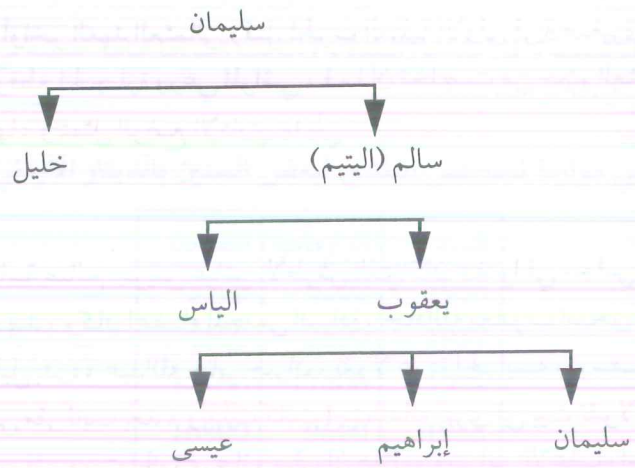 سليمان
سالم (اليتيم) خليل
يعقوب الياس
سليمان إبراهيم عيسى